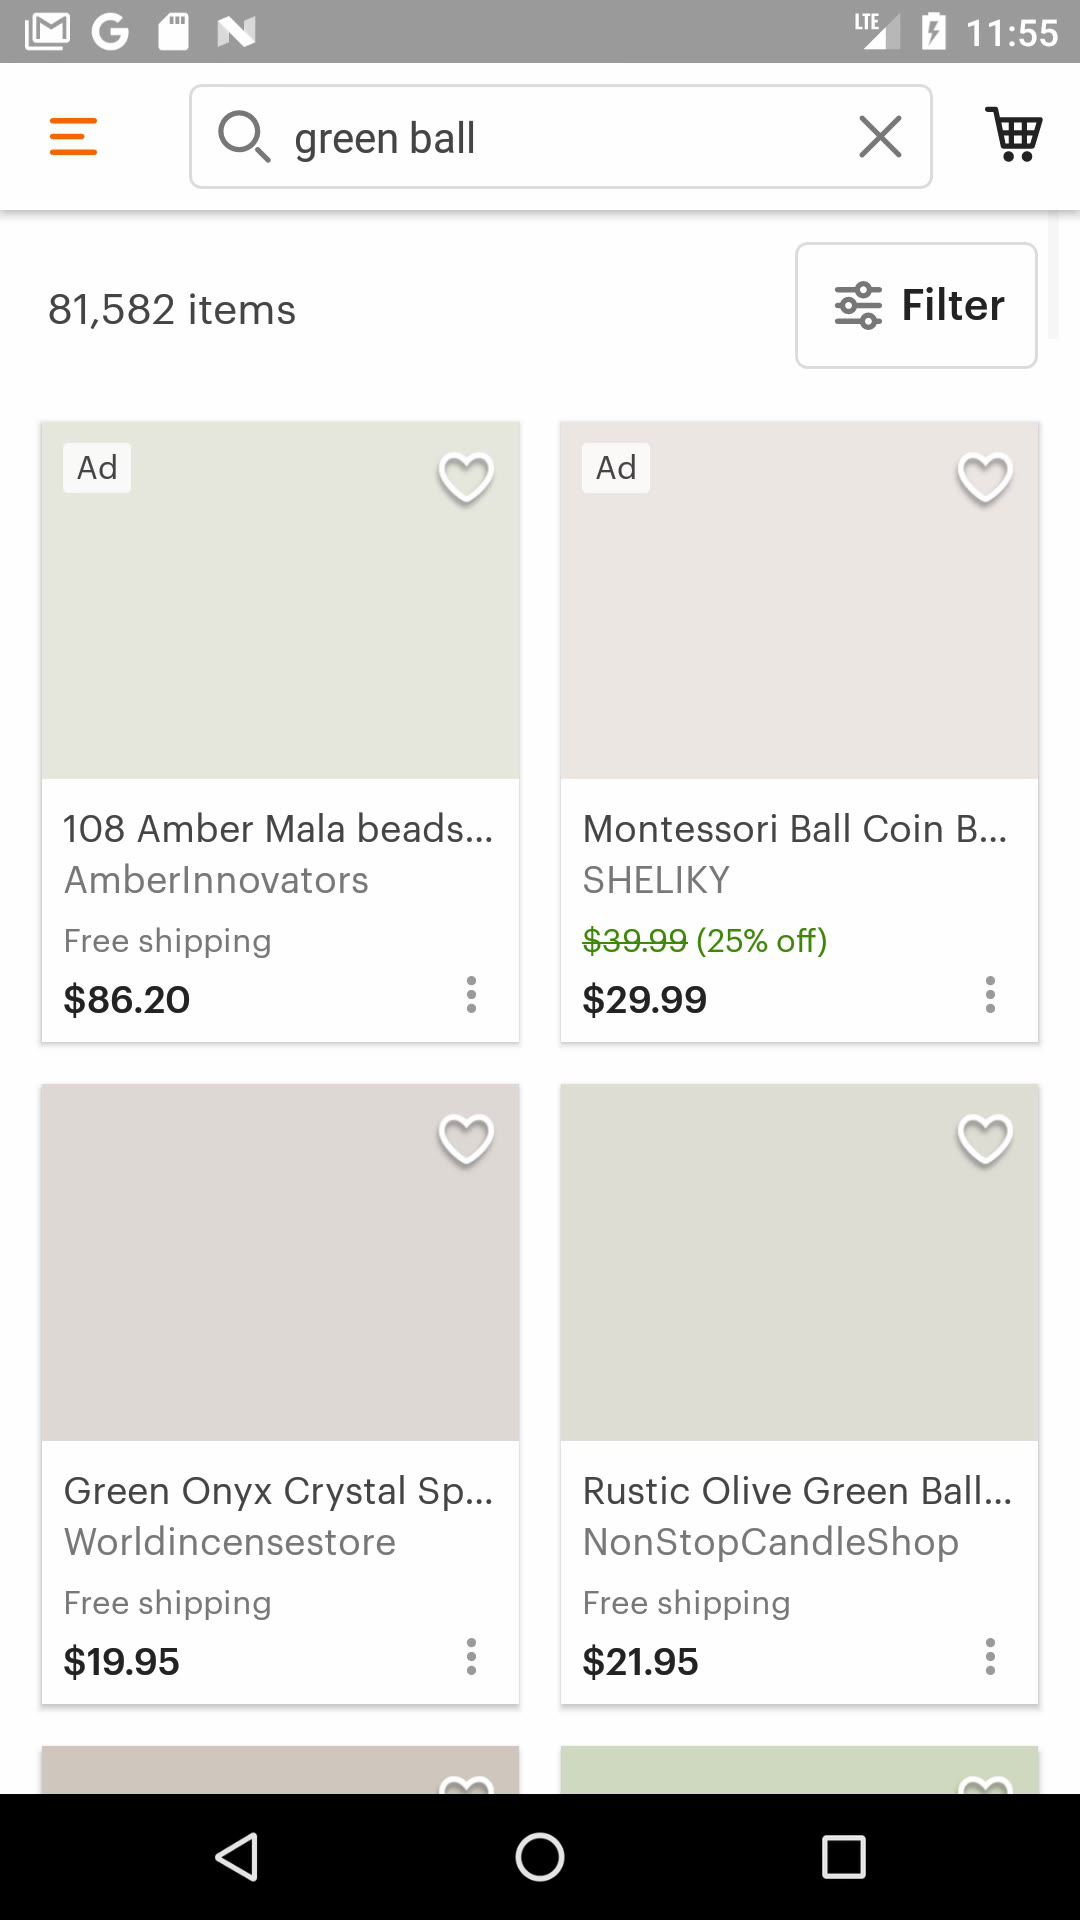 LTE 11:55
green ball
81,582 items
Filter
Ad
Ad
108 Amber Mala beads...
AmberInnovators
Free shipping
$86.20
Montessori Ball Coin B...
SHELIKY
$39.99 (25% off)
$29.99
Green Onyx Crystal Sp...
Worldincensestore
Free shipping
$19.95
Rustic Olive Green Ball...
NonStopCandleShop
Free shipping
$21.95